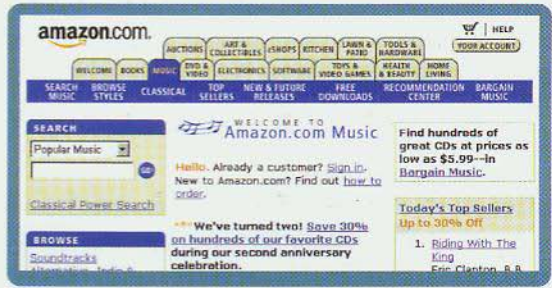 amazon.com.
HELP
YOUR ACCOUNT
AUCTIONS
ART & COLLECTIBLES
zSHOPS
KITCHEN
LAWN & PATIO
TOOLS & HARDWARE
WELCOME
BOOKS
MUSIC
DVD & VIDEO
ELECTRONICS
SOFTWARE
TOYS & VIDEO GAMES
HEALTH & BEAUTY
HOME LIVING
SEARCH MUSIC
BROWSE STYLES
CLASSICAL
TOP SELLERS
NEW & FUTURE RELEASES
FREE DOWNLOADS
RECOMMENDATION CENTER
BARGAIN MUSIC
SEARCH
Popular Music
GO!
Classical Power Search
BROWSE
Soundtracks
Alternative, Indie &
WELCOME TO
Amazon.com Music
Hello. Already a customer? Sign in.
New to Amazon.com? Find out how to
order.
***We've turned two! Save 30%
on hundreds of our favorite CDs
during our second anniversary
celebration.
Find hundreds of
great CDs at prices as
low as $5.99--in
Bargain Music.
Today's Top Sellers
Up to 30% Off
1. Riding With The
King
Eric Clanton, B.B.